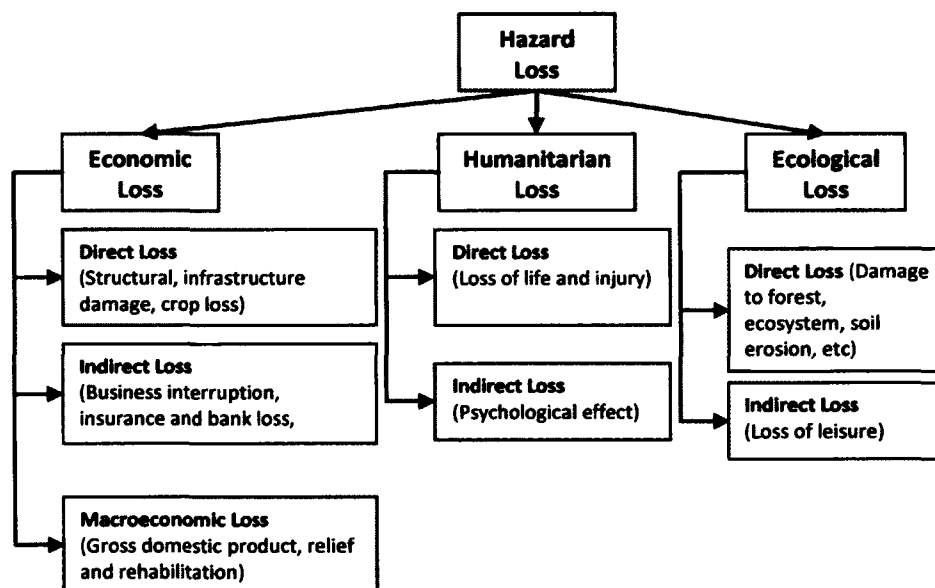 Hazard
Loss
Economic
Loss
Humanitarian
Loss
Ecological
Loss
Direct Loss
(Structural, infrastructure
damage, crop loss)
Indirect Loss
(Business interruption,
insurance and bank loss,
Macroeconomic Loss
(Gross domestic product, relief
and rehabilitation)
Direct Loss
(Loss of life and injury)
Indirect Loss
(Psychological effect)
Direct Loss (Damage
to forest,
ecosystem, soil
erosion, etc)
Indirect Loss
(Loss of leisure)